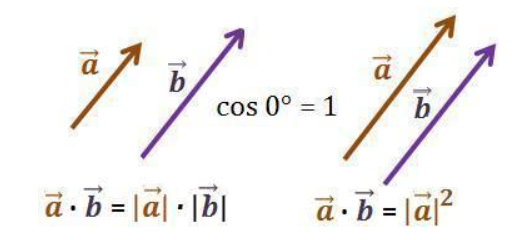 a⃗ b⃗ cos 0° = 1 a⃗ b⃗
a⃗ · b⃗ = |a⃗| · |b⃗| a⃗ · b⃗ = |a⃗|²